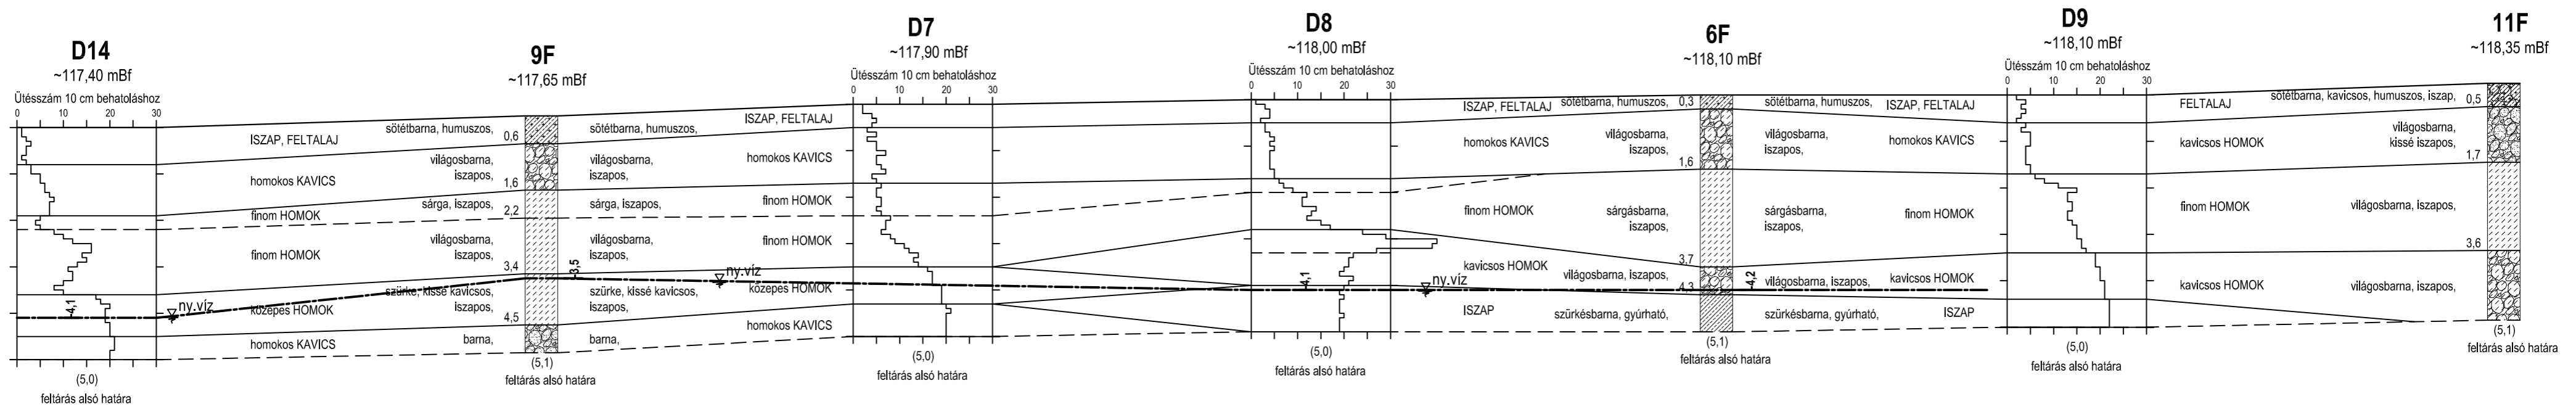 D14
~117,40 mBf
Ütésszám 10 cm behatoláshoz
0 10 20 30
ISZAP, FELTALAJ
homokos KAVICS
finom HOMOK
finom HOMOK
-4,1
ny.víz
közepes HOMOK
homokos KAVICS
(5,0)
feltárás alsó határa
9F
~117,65 mBf
sötétbarna, humuszos,
0,6
sötétbarna, humuszos,
világosbarna,
iszapos,
1,6
világosbarna,
iszapos,
sárga, iszapos,
2,2
sárga, iszapos,
világosbarna,
iszapos,
3,4
világosbarna,
iszapos,
-3,5
szürke, kissé kavicsos,
iszapos,
4,5
szürke, kissé kavicsos,
iszapos,
barna,
barna,
(5,1)
feltárás alsó határa
D7
~117,90 mBf
Ütésszám 10 cm behatoláshoz
0 10 20 30
ISZAP, FELTALAJ
homokos KAVICS
finom HOMOK
finom HOMOK
ny.víz
közepes HOMOK
homokos KAVICS
(5,0)
feltárás alsó határa
D8
~118,00 mBf
Ütésszám 10 cm behatoláshoz
0 10 20 30
ISZAP, FELTALAJ
homokos KAVICS
finom HOMOK
kavicsos HOMOK
-4,1
ny.víz
ISZAP
(5,0)
feltárás alsó határa
6F
~118,10 mBf
sötétbarna, humuszos,
0,3
sötétbarna, humuszos,
világosbarna,
iszapos,
1,6
világosbarna,
iszapos,
sárgásbarna,
iszapos,
3,7
sárgásbarna,
iszapos,
világosbarna, iszapos,
4,3
-4,2
világosbarna, iszapos,
szürkésbarna, gyúrható,
szürkésbarna, gyúrható,
(5,1)
feltárás alsó határa
D9
~118,10 mBf
Ütésszám 10 cm behatoláshoz
0 10 20 30
ISZAP, FELTALAJ
homokos KAVICS
finom HOMOK
kavicsos HOMOK
ISZAP
(5,0)
feltárás alsó határa
FELTALAJ
kavicsos HOMOK
finom HOMOK
kavicsos HOMOK
11F
~118,35 mBf
sötétbarna, kavicsos, humuszos, iszap,
0,5
világosbarna,
kissé iszapos,
1,7
világosbarna, iszapos,
3,6
világosbarna, iszapos,
(5,1)
feltárás alsó határa